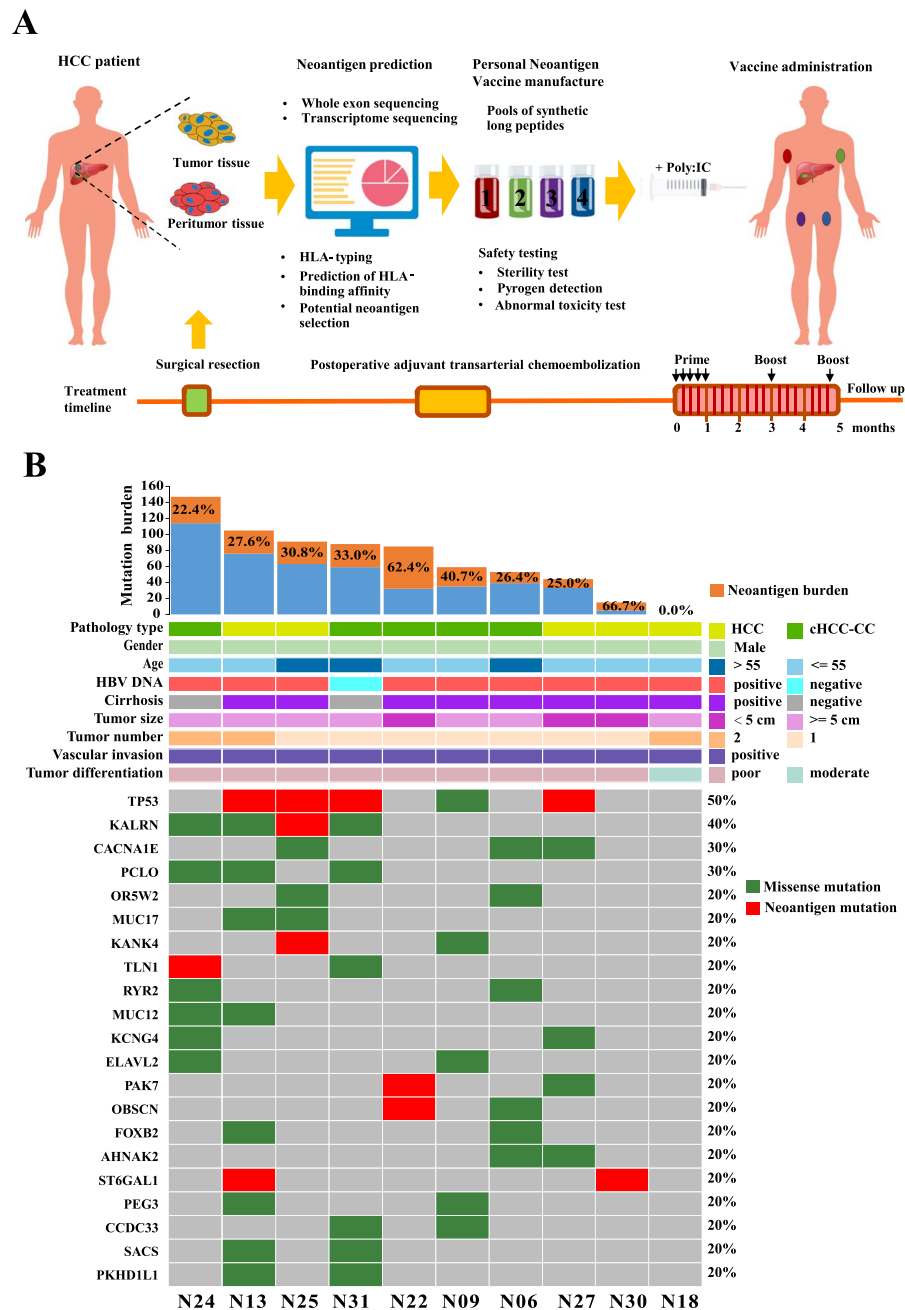 A
HCC patient
Neoantigen prediction
• Whole exon sequencing
• Transcriptome sequencing
Personal Neoantigen
Vaccine manufacture
Pools of synthetic
long peptides
Vaccine administration
Tumor tissue
Peritumor tissue
1 2 3 4
+ Poly:IC
• HLA-typing
• Prediction of HLA-
binding affinity
• Potential neoantigen
selection
Safety testing
• Sterility test
• Pyrogen detection
• Abnormal toxicity test
Surgical resection
Postoperative adjuvant transarterial chemoembolization
Prime Boost Boost
Treatment
timeline
Follow up
0 1 2 3 4 5 months
B
Mutation burden
160
140
120
100
80
60
40
20
0
22.4% 27.6% 30.8% 33.0% 62.4% 40.7% 26.4% 25.0% 66.7% 0.0%
Neoantigen burden
Pathology type HCC cHCC-CC
Gender Male
Age > 55 <= 55
HBV DNA positive negative
Cirrhosis positive negative
Tumor size < 5 cm >= 5 cm
Tumor number 2 1
Vascular invasion positive
Tumor differentiation poor moderate
TP53 50%
KALRN 40%
CACNA1E 30%
PCLO 30%
OR5W2 20%
MUC17 20%
KANK4 20%
TLN1 20%
RYR2 20%
MUC12 20%
KCNG4 20%
ELAVL2 20%
PAK7 20%
OBSCN 20%
FOXB2 20%
AHNAK2 20%
ST6GAL1 20%
PEG3 20%
CCDC33 20%
SACS 20%
PKHD1L1 20%
Missense mutation
Neoantigen mutation
N24 N13 N25 N31 N22 N09 N06 N27 N30 N18